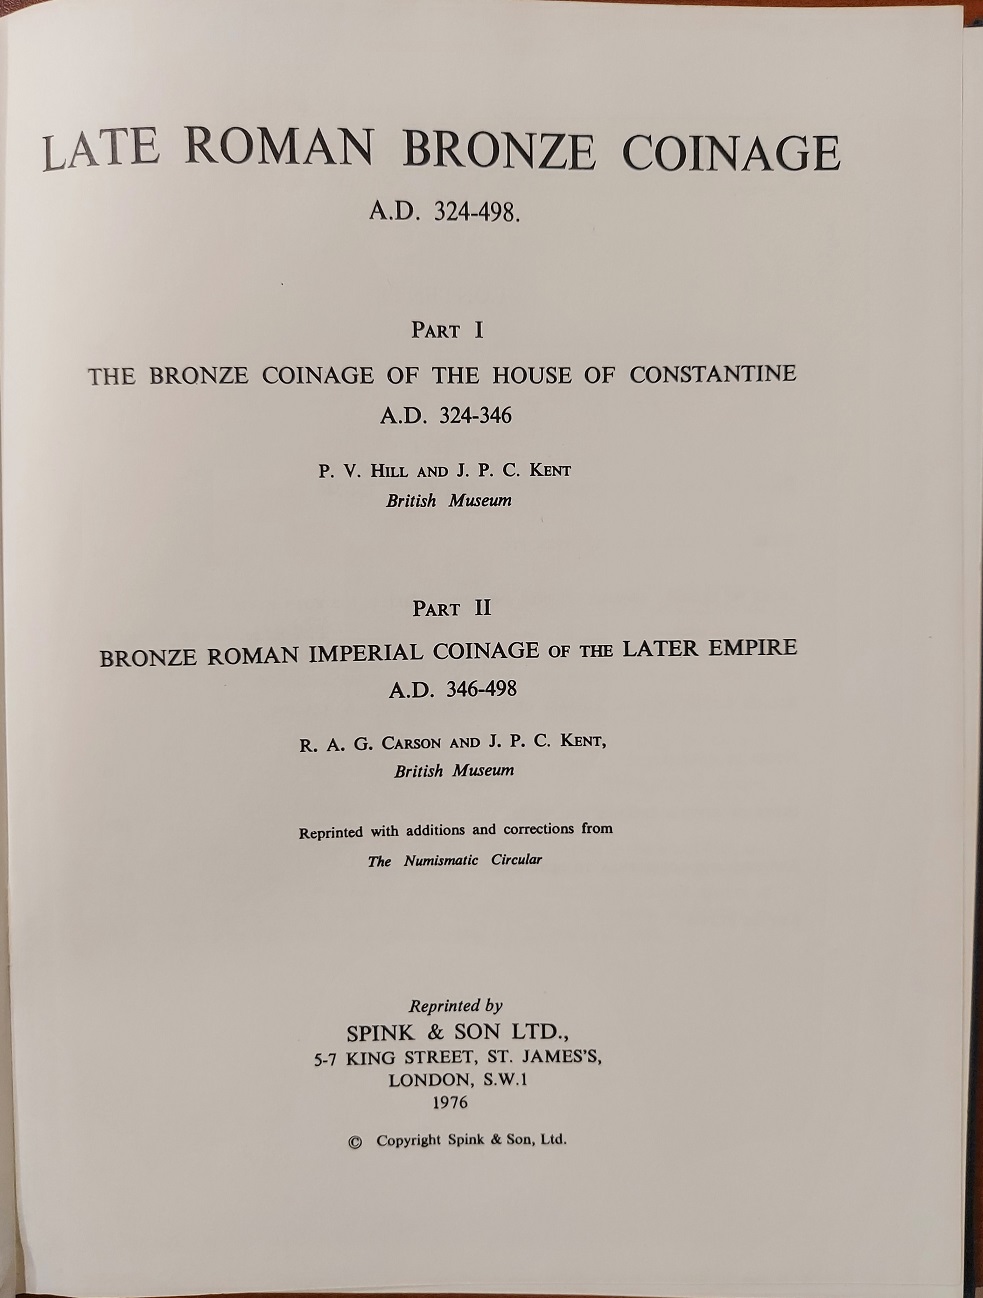 LATE ROMAN BRONZE COINAGE
A.D. 324-498.
PART I
THE BRONZE COINAGE OF THE HOUSE OF CONSTANTINE
A.D. 324-346
P. V. HILL AND J. P. C. KENT
British Museum
PART II
BRONZE ROMAN IMPERIAL COINAGE OF THE LATER EMPIRE
A.D. 346-498
R. A. G. CARSON AND J. P. C. KENT,
British Museum
Reprinted with additions and corrections from
The Numismatic Circular
Reprinted by
SPINK & SON LTD.,
5-7 KING STREET, ST. JAMES'S,
LONDON, S.W.1
1976
© Copyright Spink & Son, Ltd.